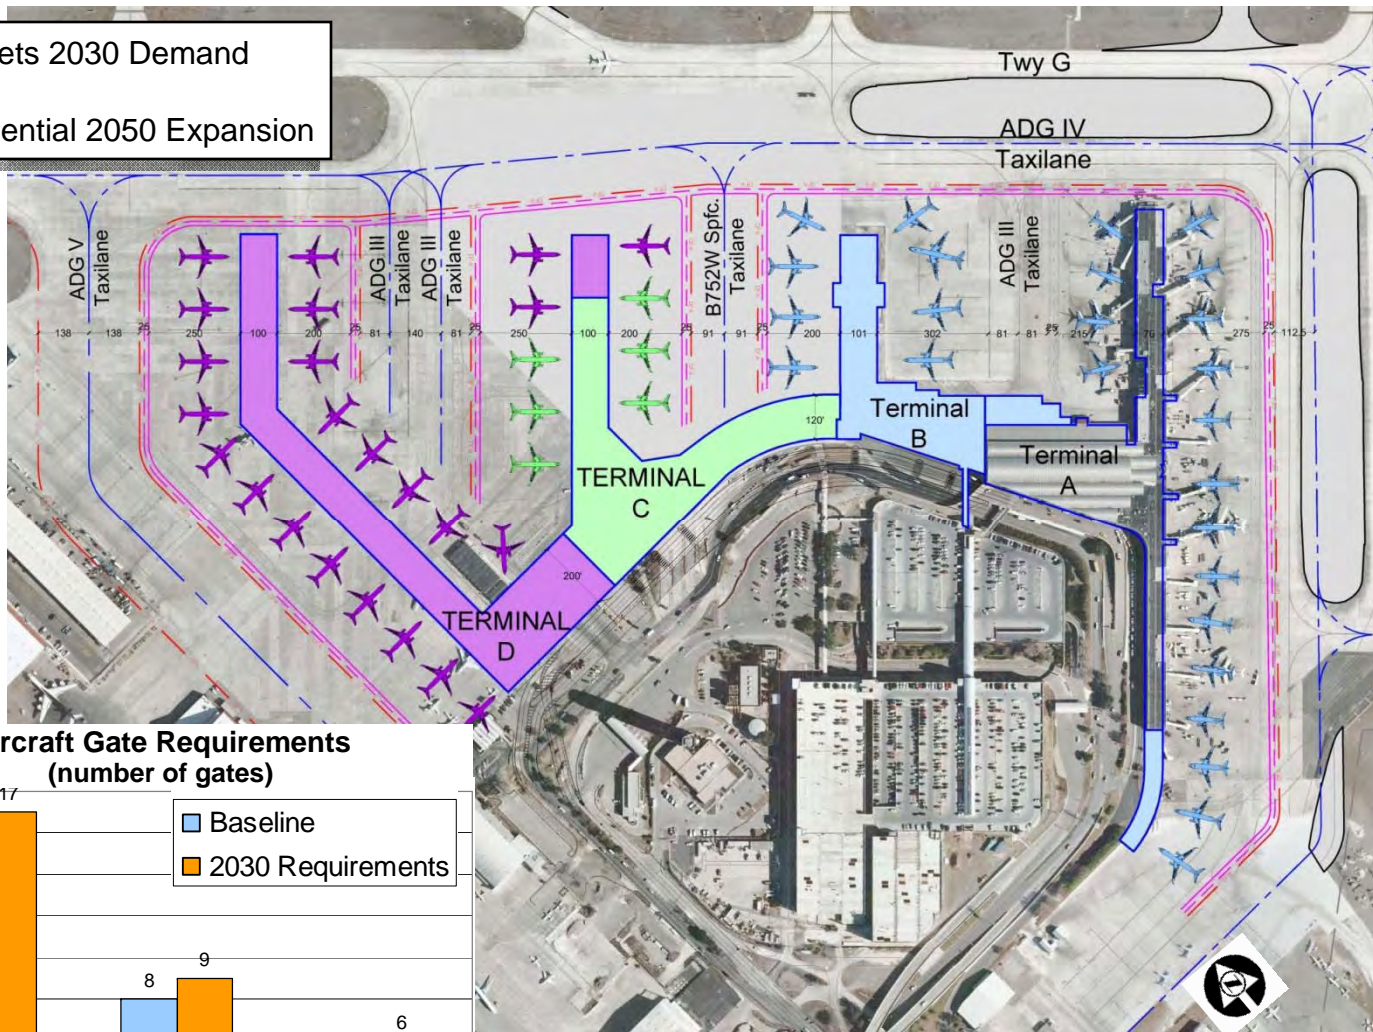 ets 2030 Demand
ential 2050 Expansion
Twy G
ADG IV
Taxilane
ADG V
Taxilane
ADG III
Taxilane
ADG III
Taxilane
B752W Spfc.
Taxilane
ADG III
Taxilane
138
138
25
250
100
200
25
81
140
61
25
250
100
200
25
91
91
25
200
101
302
81
81
25
215
76
275
25
112.5
120'
Terminal
B
Terminal
A
TERMINAL
C
200'
TERMINAL
D
rcraft Gate Requirements
(number of gates)
17
Baseline
2030 Requirements
8
9
6